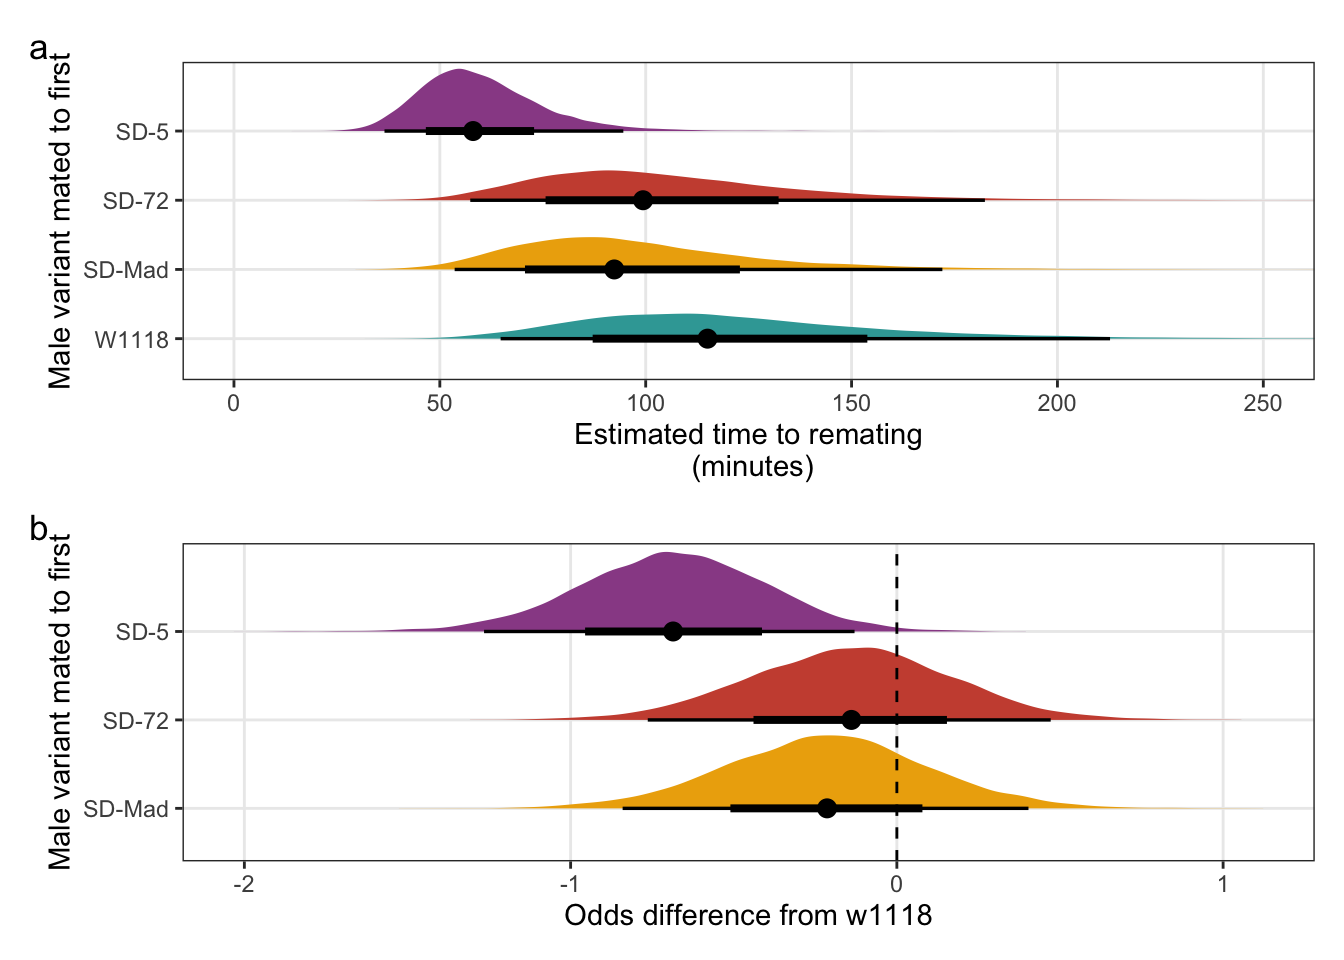 a
Male variant mated to first
SD-5
SD-72
SD-Mad
W1118
0 50 100 150 200 250
Estimated time to remating
(minutes)
b
Male variant mated to first
SD-5
SD-72
SD-Mad
-2 -1 0 1
Odds difference from w1118